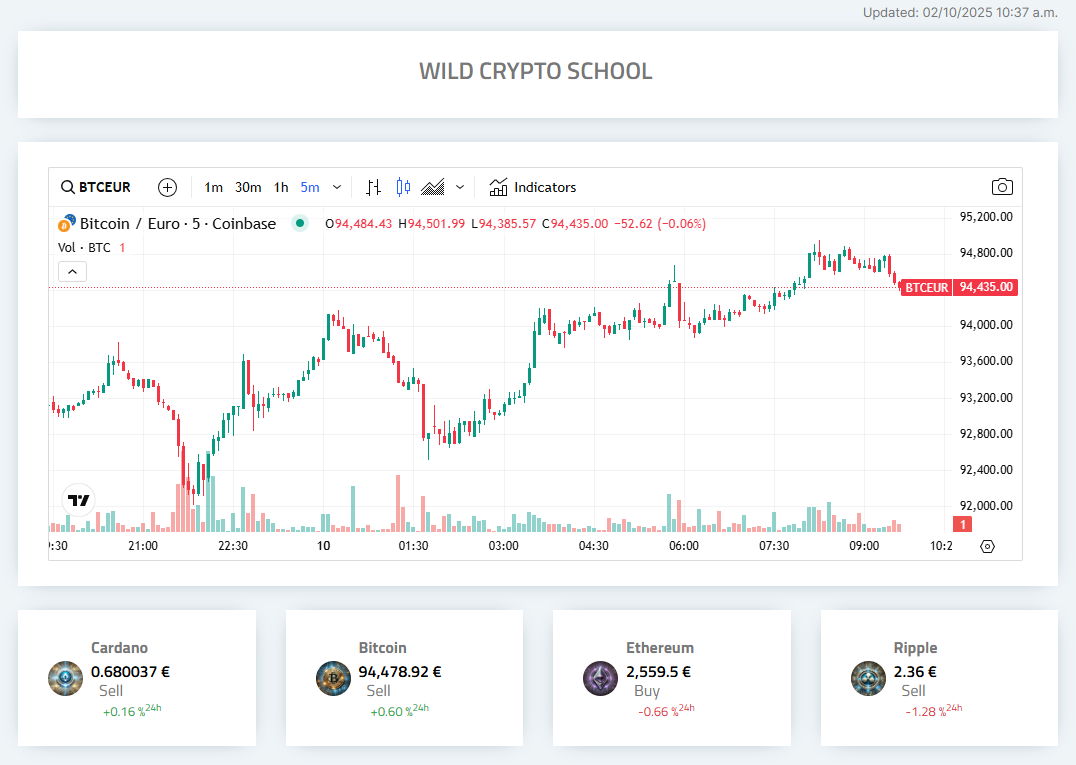 Updated: 02/10/2025 10:37 a.m.
WILD CRYPTO SCHOOL
BTCEUR 1m 30m 1h 5m Indicators
Bitcoin / Euro · 5 · Coinbase O94,484.43 H94,501.99 L94,385.57 C94,435.00 −52.62 (−0.06%)
Vol · BTC 1
95,200.00
94,800.00
BTCEUR 94,435.00
94,000.00
93,600.00
93,200.00
92,800.00
92,400.00
92,000.00
1
:30 21:00 22:30 10 01:30 03:00 04:30 06:00 07:30 09:00 10:2
Cardano
0.680037 €
Sell
+0.16 % 24h
Bitcoin
94,478.92 €
Sell
+0.60 % 24h
Ethereum
2,559.5 €
Buy
-0.66 % 24h
Ripple
2.36 €
Sell
-1.28 % 24h